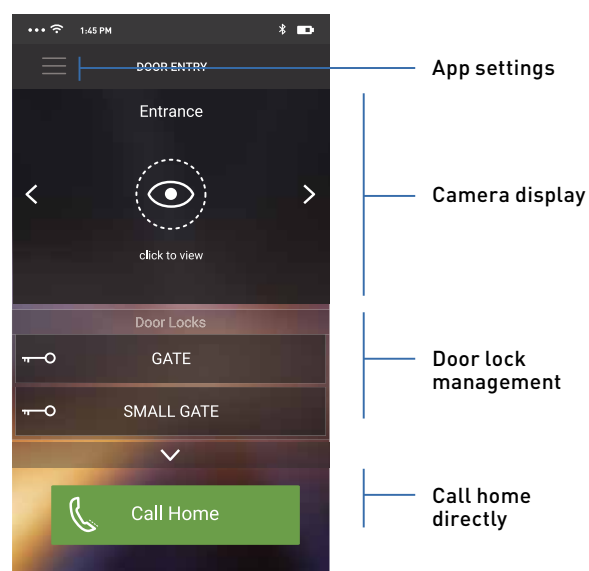 1:45 PM
DOOR ENTRY
App settings
Entrance
click to view
Camera display
Door Locks
GATE
SMALL GATE
Door lock
management
Call Home
Call home
directly